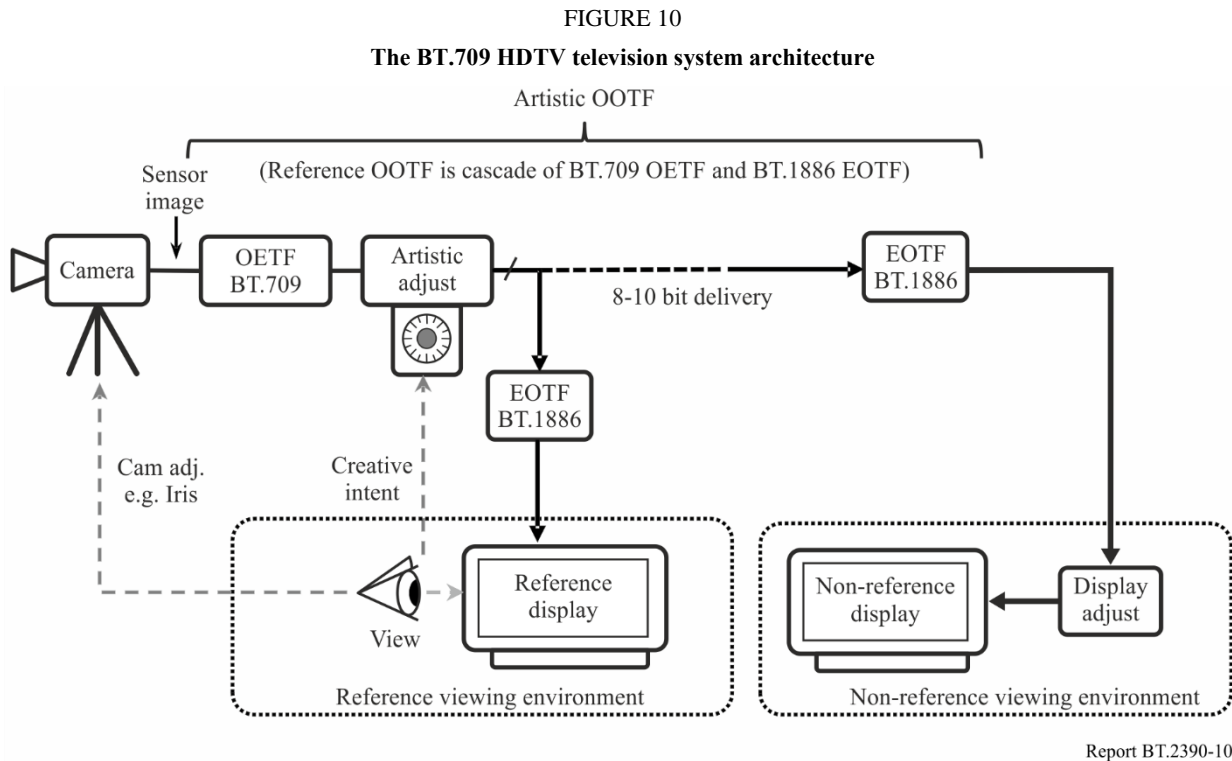 FIGURE 10
The BT.709 HDTV television system architecture
Artistic OOTF
(Reference OOTF is cascade of BT.709 OETF and BT.1886 EOTF)
Sensor
image
Camera
OETF
BT.709
Artistic
adjust
8-10 bit delivery
EOTF
BT.1886
EOTF
BT.1886
Cam adj.
e.g. Iris
Creative
intent
View
Reference
display
Reference viewing environment
Non-reference
display
Display
adjust
Non-reference viewing environment
Report BT.2390-10